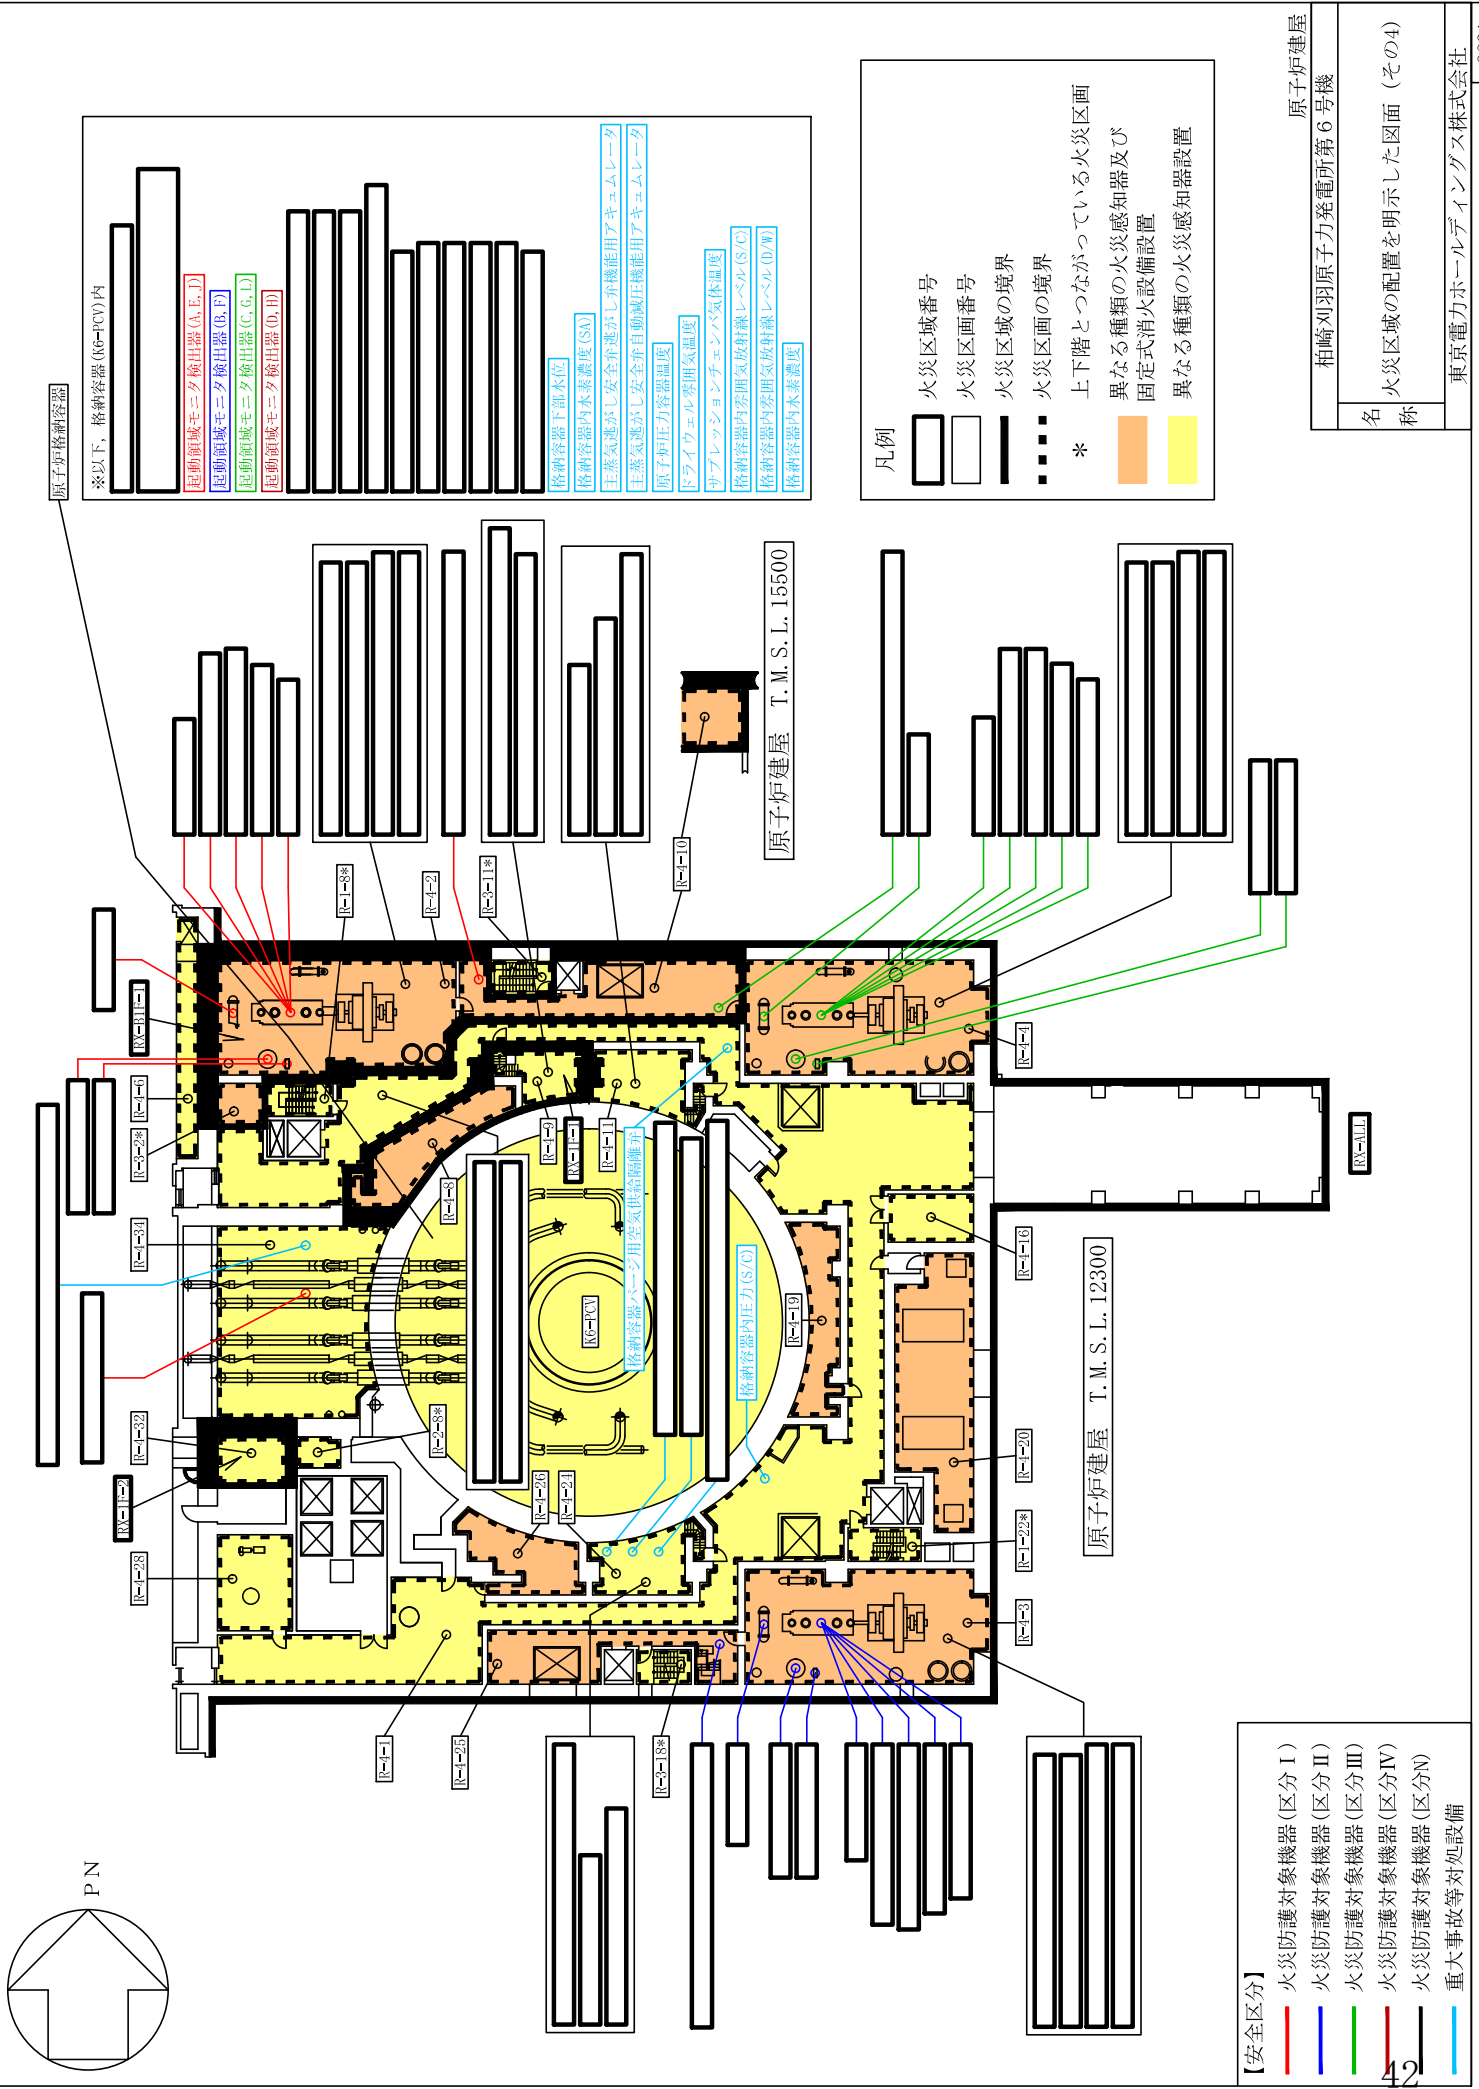 原子炉格納容器
※以下，格納容器(K6-PCV)内
起動領域モニタ検出器(A, E, J)
起動領域モニタ検出器(B, F)
起動領域モニタ検出器(C, G, L)
起動領域モニタ検出器(D, H)
格納容器下部水位
格納容器内水素濃度(SA)
主蒸気逃がし安全弁逃がし弁機能用アキュムレータ
主蒸気逃がし安全弁自動減圧機能用アキュムレータ
原子炉圧力容器温度
ドライウェル雰囲気温度
サプレッションチェンバ気体温度
格納容器内雰囲気放射線レベル(S/C)
格納容器内雰囲気放射線レベル(D/W)
格納容器内水素濃度
凡例
火災区域番号
火災区画番号
火災区域の境界
火災区画の境界
*
上下階とつながっている火災区画
異なる種類の火災感知器及び
固定式消火設備設置
異なる種類の火災感知器設置
原子炉建屋
柏崎刈羽原子力発電所第６号機
名称
火災区域の配置を明示した図面（その4）
東京電力ホールディングス株式会社
RX-B1F-1
R-1-8*
R-4-2
R-3-11*
R-4-10
原子炉建屋　T.M.S.L.15500
R-4-6
R-3-2*
R-4-34
R-4-8
R-4-9
RX-1F-1
R-4-11
R-4-4
R-4-16
RX-ALL
K6-PCV
格納容器パージ用空気供給隔離弁
格納容器内圧力(S/C)
R-4-19
原子炉建屋　T.M.S.L.12300
R-4-32
R-2-8*
RX-1F-2
R-4-28
R-4-26
R-4-24
R-4-20
R-1-22*
R-4-3
R-4-1
R-4-25
R-3-18*
PN
【安全区分】
火災防護対象機器(区分Ⅰ)
火災防護対象機器(区分Ⅱ)
火災防護対象機器(区分Ⅲ)
火災防護対象機器(区分Ⅳ)
火災防護対象機器(区分N)
重大事故等対処設備
42